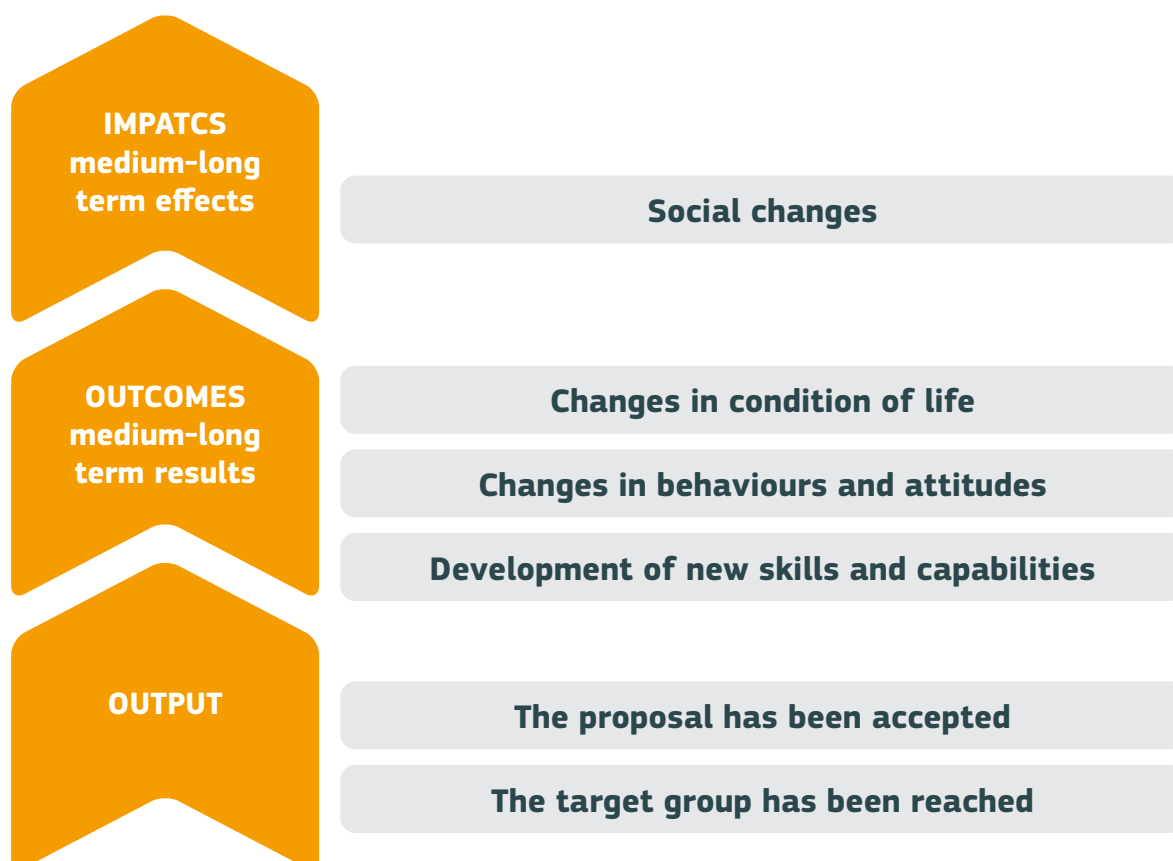 IMPATCS
medium-long
term effects
Social changes
OUTCOMES
medium-long
term results
Changes in condition of life
Changes in behaviours and attitudes
Development of new skills and capabilities
OUTPUT
The proposal has been accepted
The target group has been reached